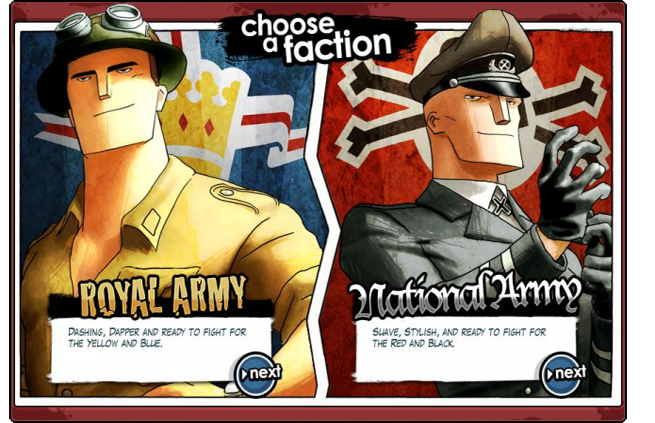 choose
a faction
ROYAL ARMY
National Army
DASHING, DAPPER AND READY TO FIGHT FOR
THE YELLOW AND BLUE.
SUAVE, STYLISH, AND READY TO FIGHT FOR
THE RED AND BLACK.
next
next